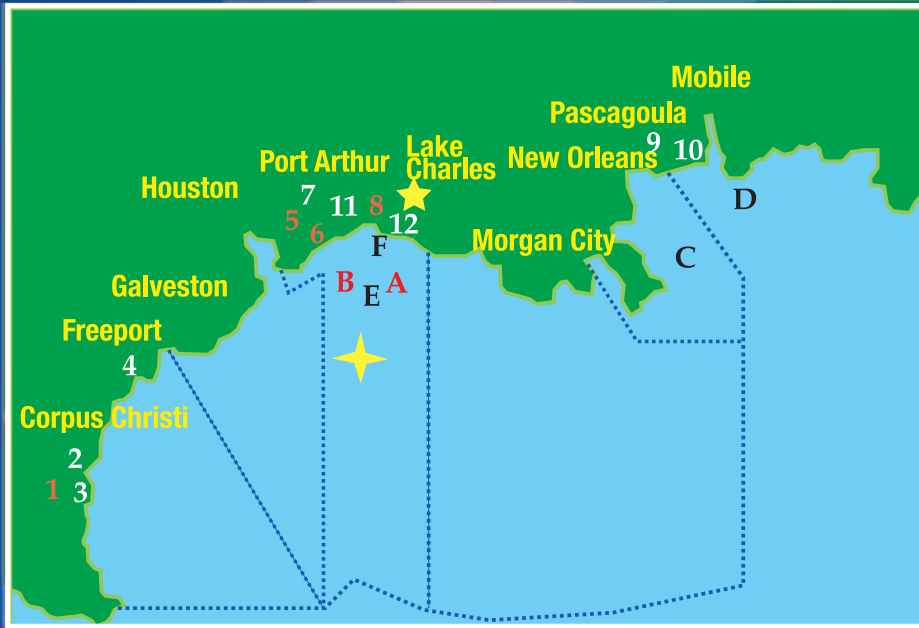 Mobile
Pascagoula
9
10
Lake
Charles
New Orleans
Port Arthur
Houston
7
11
8
5
6
12
D
F
Morgan City
C
B
E
A
Galveston
Freeport
4
Corpus Christi
2
1
3